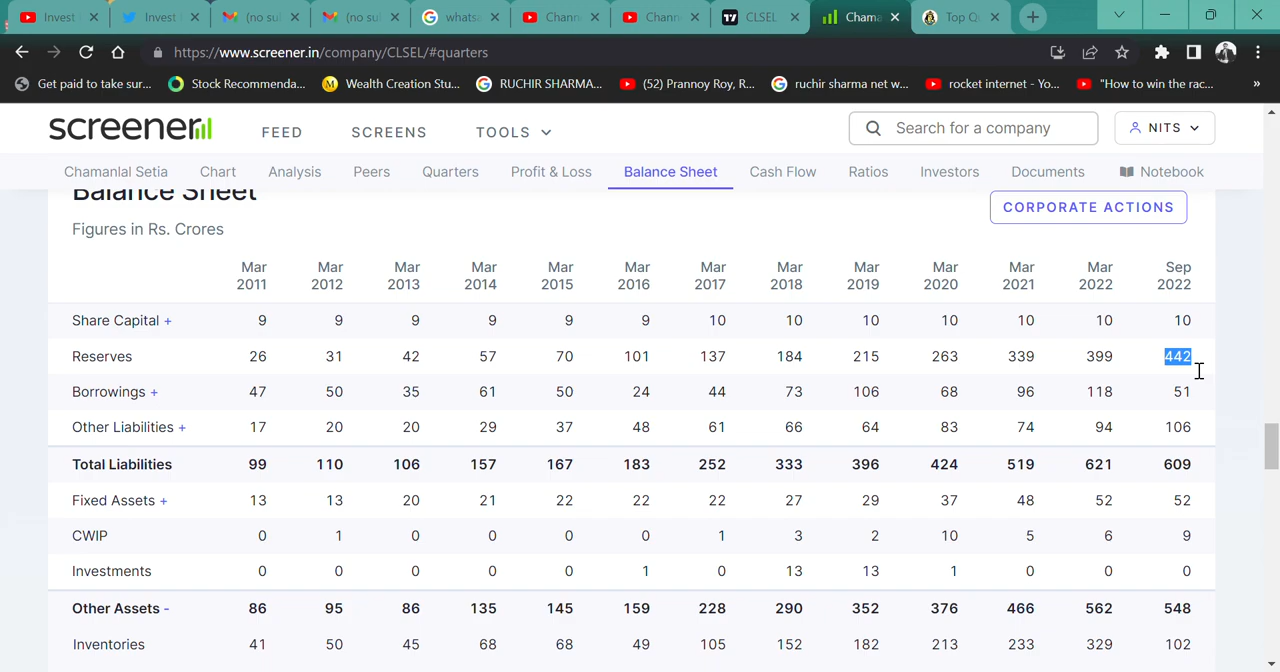 Invest
Invest
(no su
(no su
whats
Chann
Chann
CLSEL
Chama
Top Q
https://www.screener.in/company/CLSEL/#quarters
Get paid to take sur...
Stock Recommenda...
Wealth Creation Stu...
RUCHIR SHARMA...
(52) Prannoy Roy, R...
ruchir sharma net w...
rocket internet - Yo...
"How to win the rac...
»
screener
FEED
SCREENS
TOOLS
Search for a company
NITS
Chamanlal Setia
Chart
Analysis
Peers
Quarters
Profit & Loss
Balance Sheet
Cash Flow
Ratios
Investors
Documents
Notebook
Balance Sheet
Figures in Rs. Crores
CORPORATE ACTIONS
Mar 2011 Mar 2012 Mar 2013 Mar 2014 Mar 2015 Mar 2016 Mar 2017 Mar 2018 Mar 2019 Mar 2020 Mar 2021 Mar 2022 Sep 2022
Share Capital + 9 9 9 9 9 9 10 10 10 10 10 10 10
Reserves 26 31 42 57 70 101 137 184 215 263 339 399 442
Borrowings + 47 50 35 61 50 24 44 73 106 68 96 118 51
Other Liabilities + 17 20 20 29 37 48 61 66 64 83 74 94 106
Total Liabilities 99 110 106 157 167 183 252 333 396 424 519 621 609
Fixed Assets + 13 13 20 21 22 22 22 27 29 37 48 52 52
CWIP 0 1 0 0 0 0 1 3 2 10 5 6 9
Investments 0 0 0 0 0 1 0 13 13 1 0 0 0
Other Assets - 86 95 86 135 145 159 228 290 352 376 466 562 548
Inventories 41 50 45 68 68 49 105 152 182 213 233 329 102